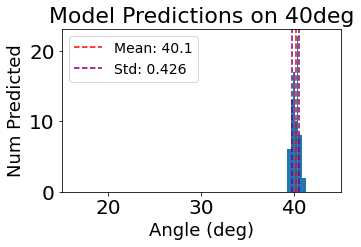 Model Predictions on 40deg
Num Predicted
20
10
0
Mean: 40.1
Std: 0.426
20 30 40
Angle (deg)